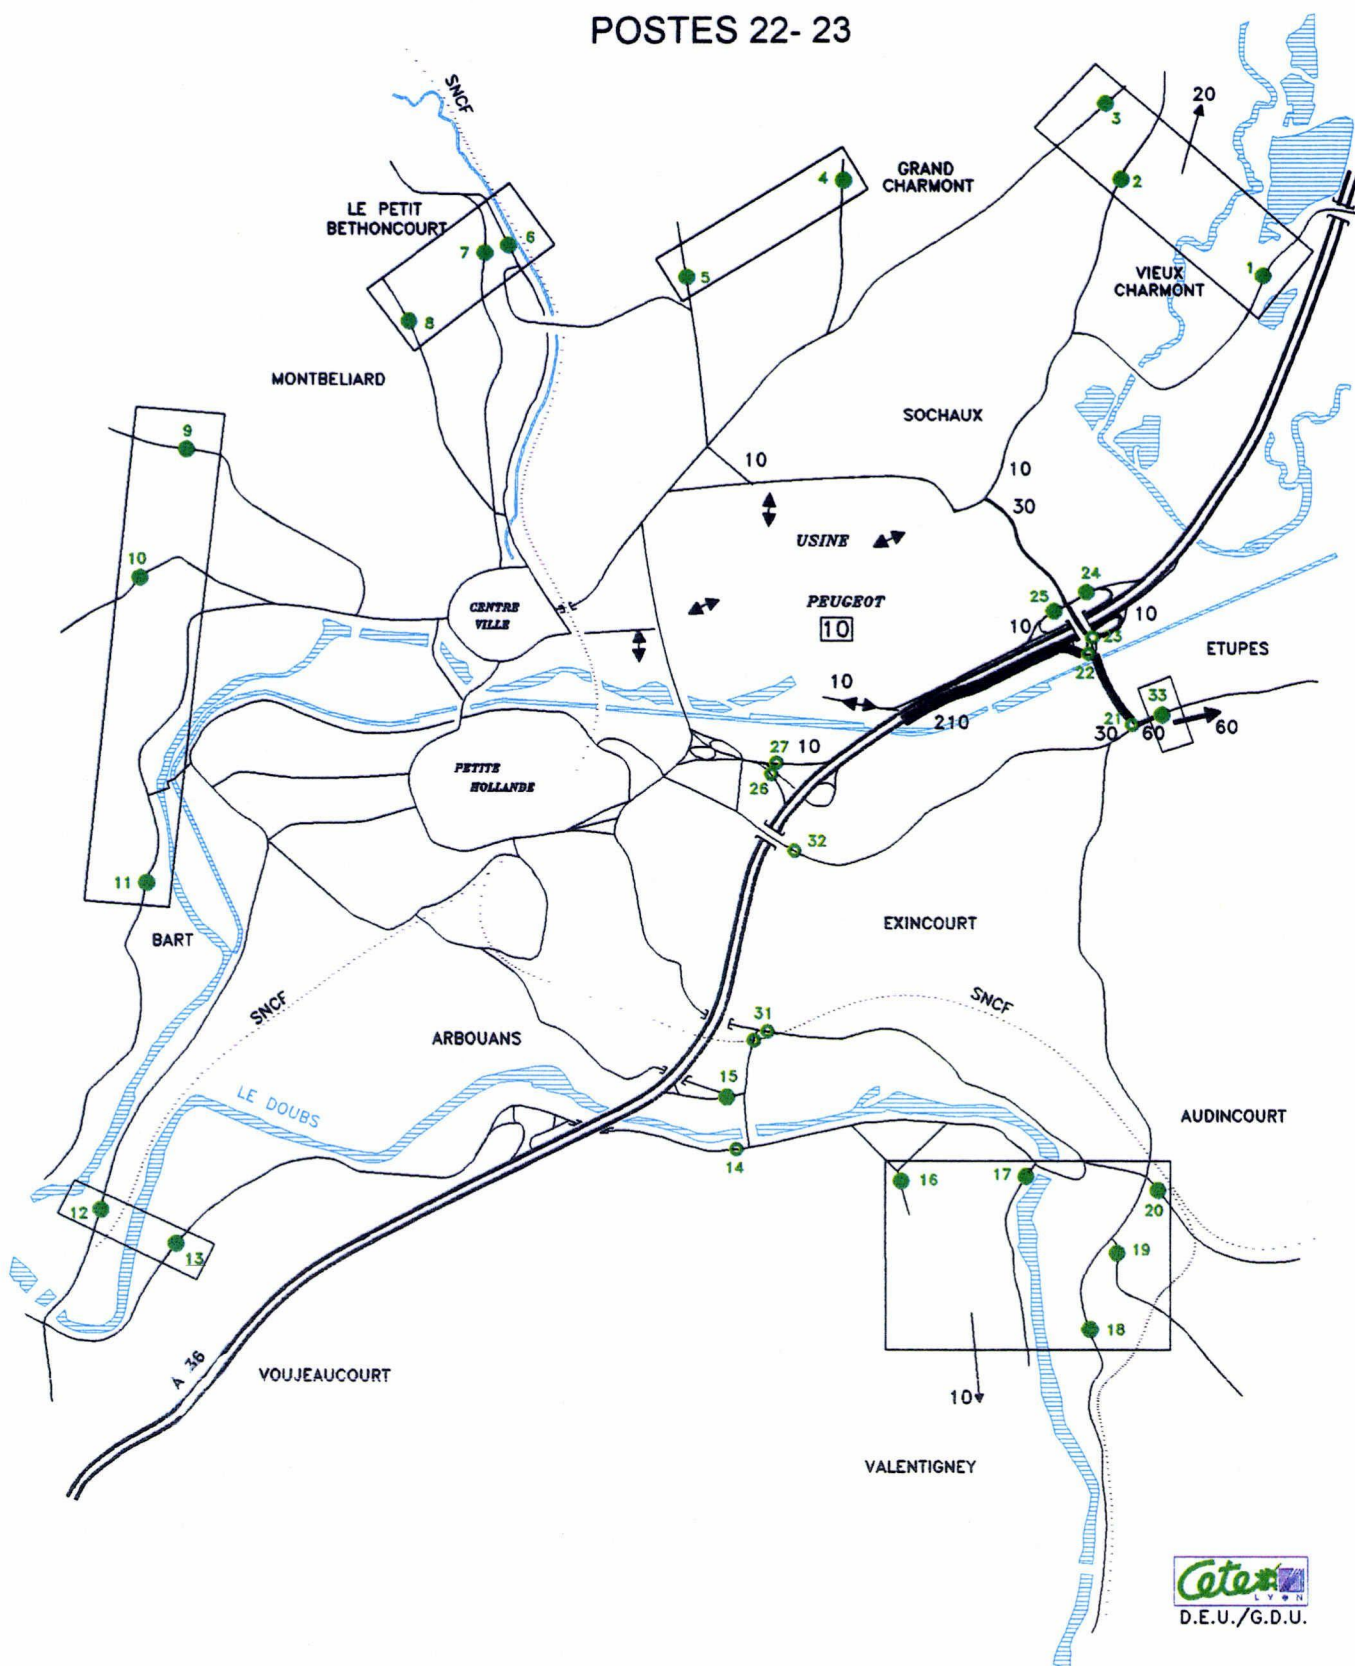 POSTES 22- 23
SNCF
3
20
2
4
GRAND
CHARMONT
LE PETIT
BETHONCOURT
6
7
5
1
VIEUX
CHARMONT
8
MONTBELIARD
SOCHAUX
9
10
10
30
USINE
10
24
CENTRE
VILLE
PEUGEOT
25
10
10
10
23
ETUPES
22
10
33
210
21
30
60
60
27
10
PETITE
HOLLANDE
26
32
11
EXINCOURT
BART
SNCF
SNCF
ARBOUANS
31
15
LE DOUBS
AUDINCOURT
14
16
17
20
12
13
19
18
A 36
VOUJEAUCOURT
10
VALENTIGNEY
Cete
LYON
D.E.U./G.D.U.